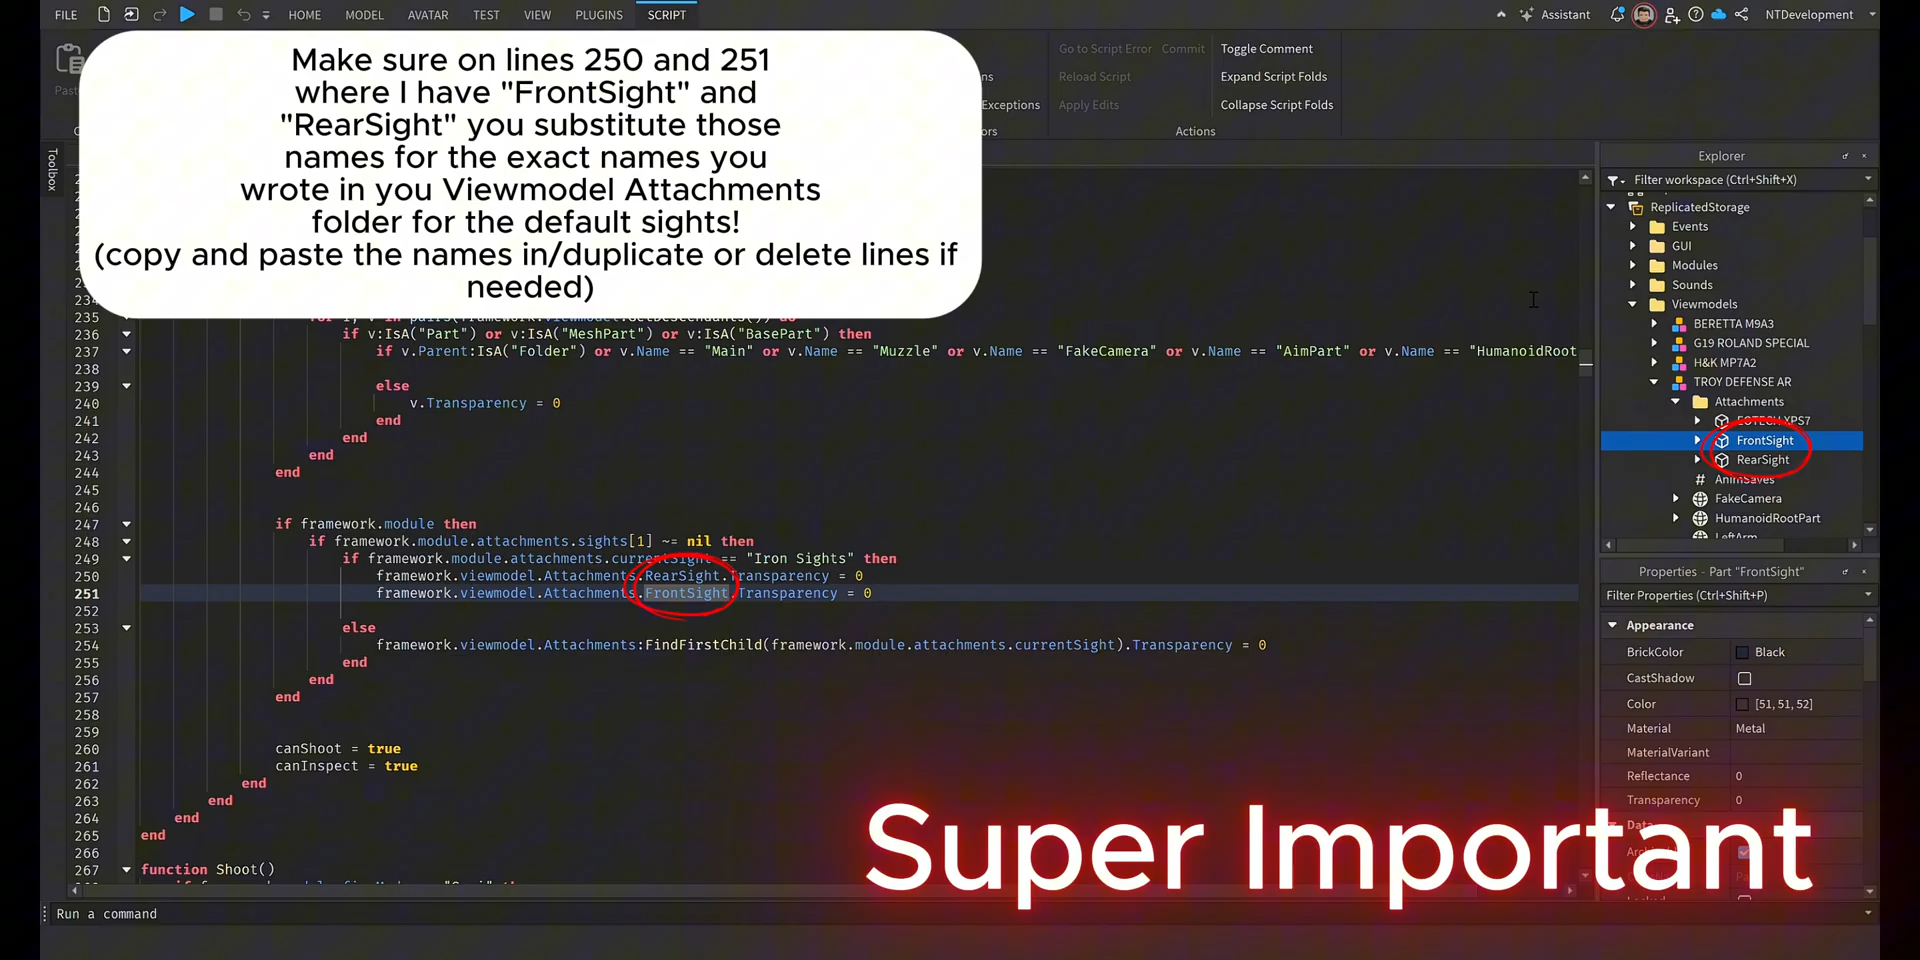 FILE
HOME
MODEL
AVATAR
TEST
VIEW
PLUGINS
SCRIPT
Assistant
NTDevelopment
Make sure on lines 250 and 251
where I have "FrontSight" and
"RearSight" you substitute those
names for the exact names you
wrote in you Viewmodel Attachments
folder for the default sights!
(copy and paste the names in/duplicate or delete lines if
needed)
Go to Script Error
Commit
Toggle Comment
Reload Script
Expand Script Folds
Exceptions
Apply Edits
Collapse Script Folds
Actions
Toolbox
234
235
236 if v:IsA("Part") or v:IsA("MeshPart") or v:IsA("BasePart") then
237 if v.Parent:IsA("Folder") or v.Name == "Main" or v.Name == "Muzzle" or v.Name == "FakeCamera" or v.Name == "AimPart" or v.Name == "HumanoidRoot
238
239 else
240 v.Transparency = 0
241 end
242 end
243 end
244 end
245
246
247 if framework.module then
248 if framework.module.attachments.sights[1] ~= nil then
249 if framework.module.attachments.currentSight == "Iron Sights" then
250 framework.viewmodel.Attachments.RearSight.Transparency = 0
251 framework.viewmodel.Attachments.FrontSight.Transparency = 0
252
253 else
254 framework.viewmodel.Attachments:FindFirstChild(framework.module.attachments.currentSight).Transparency = 0
255 end
256 end
257 end
258
259
260 canShoot = true
261 canInspect = true
262 end
263 end
264 end
265 end
266
267 function Shoot()
Run a command
Explorer
Filter workspace (Ctrl+Shift+X)
ReplicatedStorage
Events
GUI
Modules
Sounds
Viewmodels
BERETTA M9A3
G19 ROLAND SPECIAL
H&K MP7A2
TROY DEFENSE AR
Attachments
EOTECH XPS7
FrontSight
RearSight
# AnimSaves
FakeCamera
HumanoidRootPart
LeftArm
Properties - Part "FrontSight"
Filter Properties (Ctrl+Shift+P)
Appearance
BrickColor Black
CastShadow
Color [51, 51, 52]
Material Metal
MaterialVariant
Reflectance 0
Transparency 0
Super Important